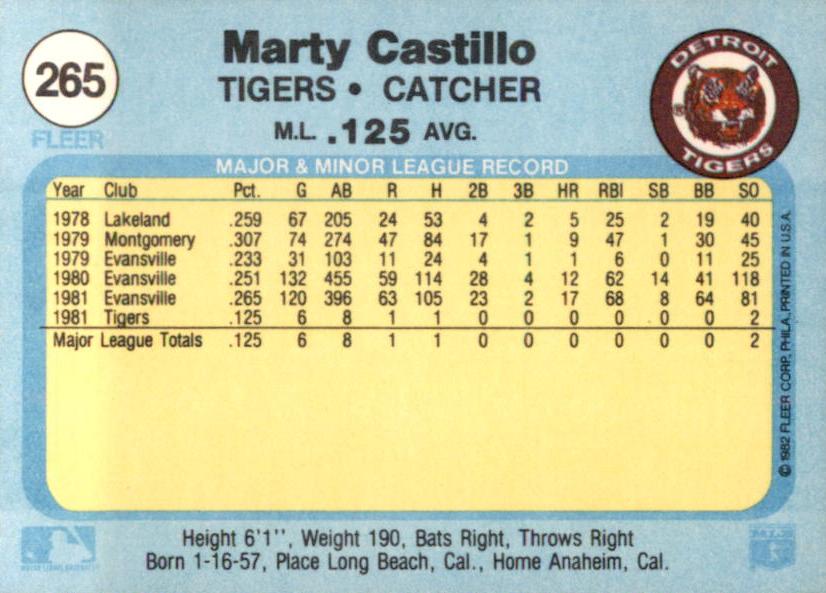 265
FLEER
Marty Castillo
TIGERS • CATCHER
M.L. .125 AVG.
DETROIT
TIGERS
®
MAJOR & MINOR LEAGUE RECORD
Year Club Pct. G AB R H 2B 3B HR RBI SB BB SO
1978 Lakeland .259 67 205 24 53 4 2 5 25 2 19 40
1979 Montgomery .307 74 274 47 84 17 1 9 47 1 30 45
1979 Evansville .233 31 103 11 24 4 1 1 6 0 11 25
1980 Evansville .251 132 455 59 114 28 4 12 62 14 41 118
1981 Evansville .265 120 396 63 105 23 2 17 68 8 64 81
1981 Tigers .125 6 8 1 1 0 0 0 0 0 0 2
Major League Totals .125 6 8 1 1 0 0 0 0 0 0 2
© 1982 FLEER CORP. PHILA. PRINTED IN U.S.A.
Height 6'1'', Weight 190, Bats Right, Throws Right
Born 1-16-57, Place Long Beach, Cal., Home Anaheim, Cal.